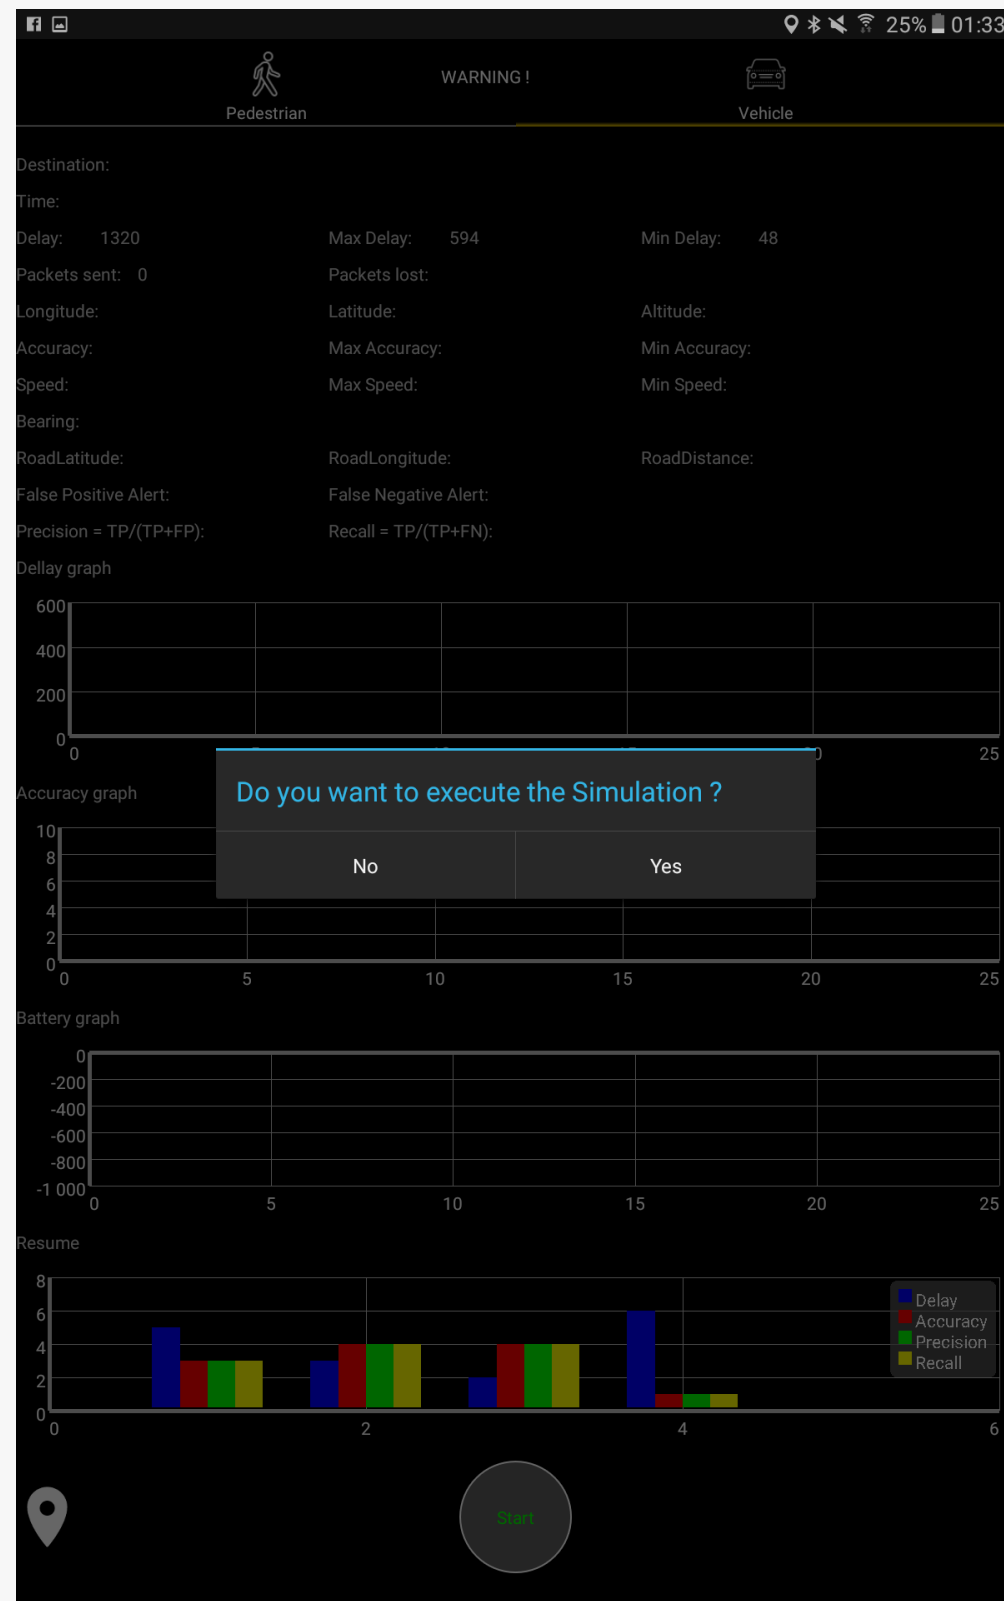 25% 01:33
WARNING !
Pedestrian Vehicle
Destination:
Time:
Delay: 1320 Max Delay: 594 Min Delay: 48
Packets sent: 0 Packets lost:
Longitude: Latitude: Altitude:
Accuracy: Max Accuracy: Min Accuracy:
Speed: Max Speed: Min Speed:
Bearing:
RoadLatitude: RoadLongitude: RoadDistance:
False Positive Alert: False Negative Alert:
Precision = TP/(TP+FP): Recall = TP/(TP+FN):
Dellay graph
600
400
200
0
0 25
Do you want to execute the Simulation ?
No Yes
Accuracy graph
10
8
6
4
2
0
0 5 10 15 20 25
Battery graph
0
-200
-400
-600
-800
-1 000
0 5 10 15 20 25
Resume
8
6
4
2
0
0 2 4 6
Delay
Accuracy
Precision
Recall
Start